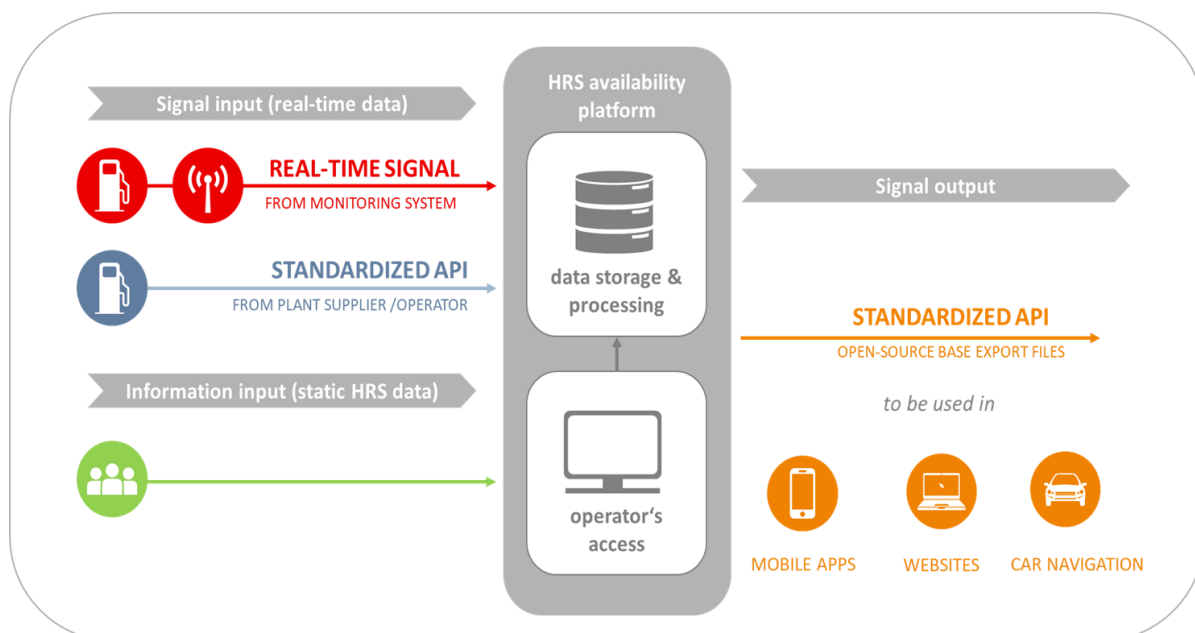 Signal input (real-time data)
REAL-TIME SIGNAL
FROM MONITORING SYSTEM
STANDARDIZED API
FROM PLANT SUPPLIER /OPERATOR
Information input (static HRS data)
HRS availability
platform
data storage &
processing
operator‘s
access
Signal output
STANDARDIZED API
OPEN-SOURCE BASE EXPORT FILES
to be used in
MOBILE APPS
WEBSITES
CAR NAVIGATION